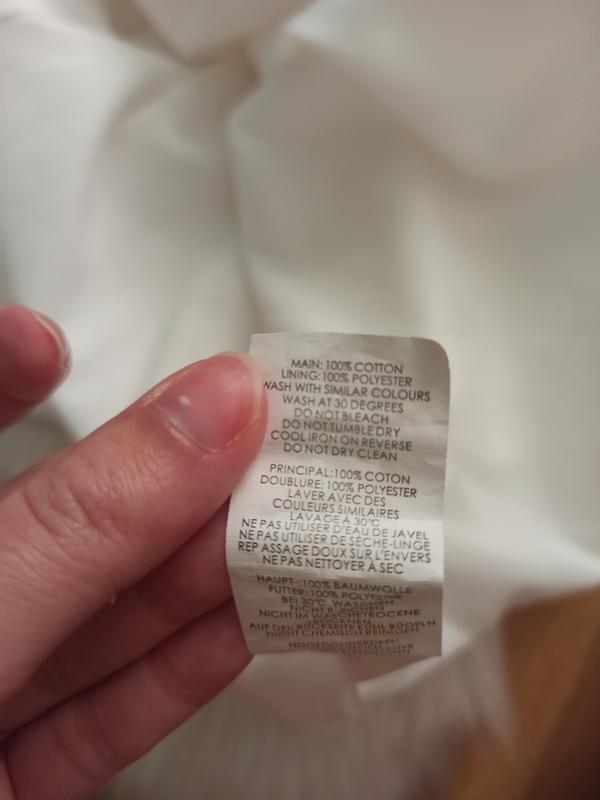 MAIN: 100% COTTON
LINING: 100% POLYESTER
WASH WITH SIMILAR COLOURS
WASH AT 30 DEGREES
DO NOT BLEACH
DO NOT TUMBLE DRY
COOL IRON ON REVERSE
DO NOT DRY CLEAN
PRINCIPAL: 100% COTON
DOUBLURE: 100% POLYESTER
LAVER AVEC DES
COULEURS SIMILAIRES
LAVAGE À 30°C
NE PAS UTILISER D'EAU DE JAVEL
NE PAS UTILISER DE SÈCHE-LINGE
REPASSAGE DOUX SUR L'ENVERS
NE PAS NETTOYER À SEC
HAUPT-:100% BAUMWOLLE
FUTTER: 100% POLYESTER
BEI 30°C WASCHEN
NICHT BLEICHEN
NICHT IM WÄSCHETROCKNE
TROCKNEN
AUF DER RÜCKSEITE KÜHL BÜGELN
NICHT CHEMISCH REINIGEN